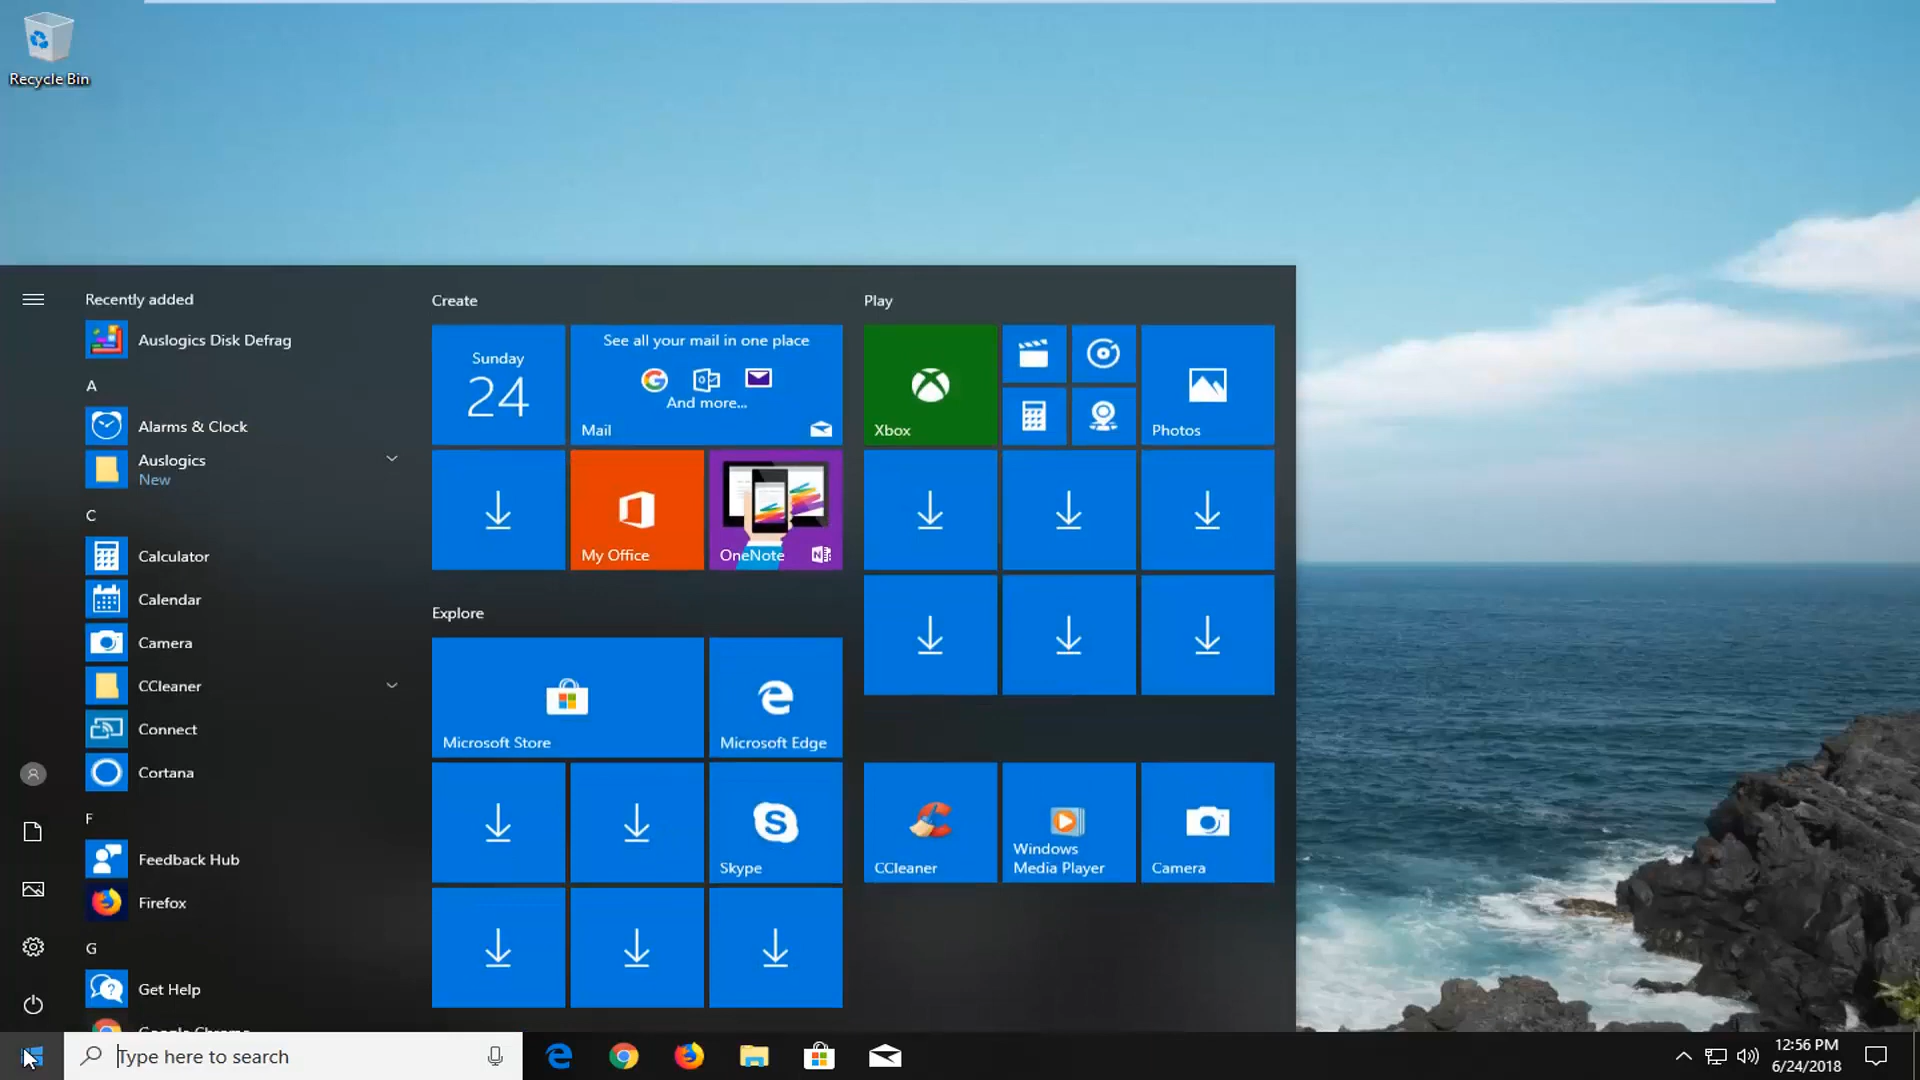 Recycle Bin
Recently added
Auslogics Disk Defrag
A
Alarms & Clock
Auslogics
New
C
Calculator
Calendar
Camera
CCleaner
Connect
Cortana
F
Feedback Hub
Firefox
G
Get Help
Google Chrome
Create
Sunday
24
See all your mail in one place
And more...
Mail
My Office
OneNote
Explore
Microsoft Store
Microsoft Edge
Skype
Play
Xbox
Photos
CCleaner
Windows
Media Player
Camera
Type here to search
12:56 PM
6/24/2018